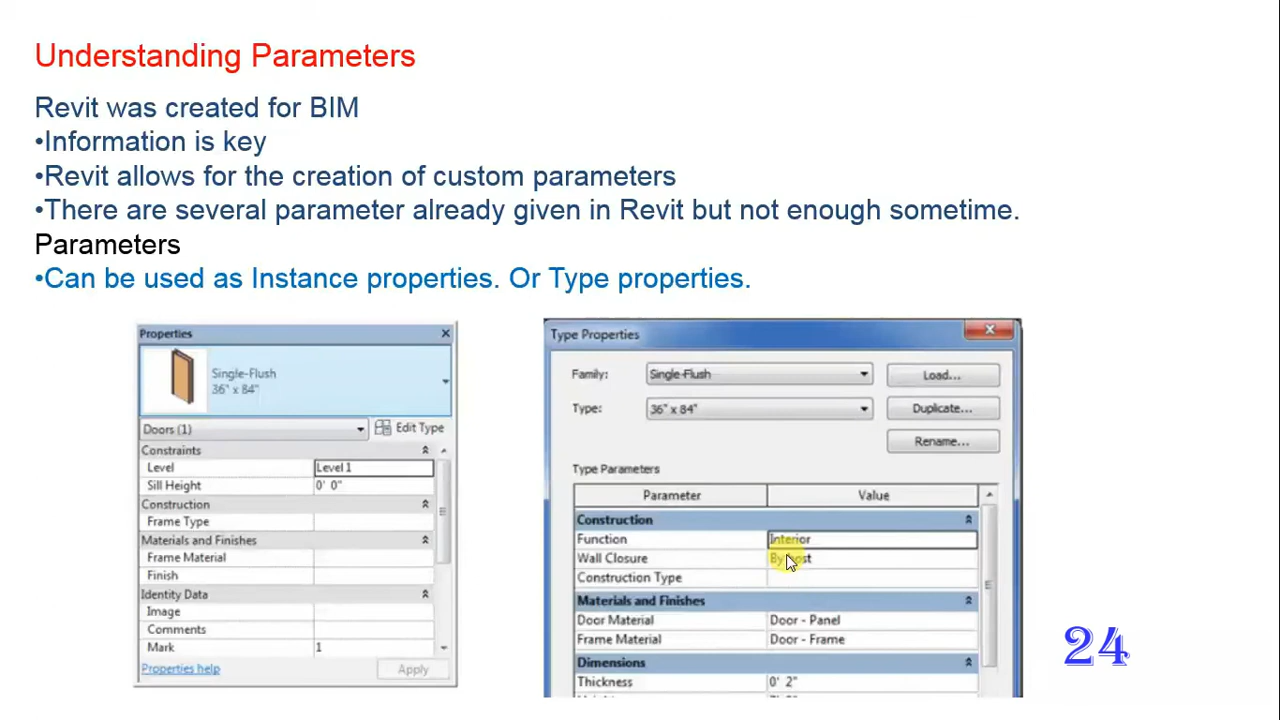 Understanding Parameters
Revit was created for BIM
•Information is key
•Revit allows for the creation of custom parameters
•There are several parameter already given in Revit but not enough sometime.
Parameters
•Can be used as Instance properties. Or Type properties.
Properties
Single-Flush
36" x 84"
Doors (1)
Edit Type
Constraints
Level Level 1
Sill Height 0' 0"
Construction
Frame Type
Materials and Finishes
Frame Material
Finish
Identity Data
Image
Comments
Mark 1
Properties help Apply
Type Properties
Family: Single-Flush Load...
Type: 36" x 84" Duplicate...
Rename...
Type Parameters
Parameter Value
Construction
Function Interior
Wall Closure By
Construction Type
Materials and Finishes
Door Material Door - Panel
Frame Material Door - Frame
Dimensions
Thickness 0' 2"
24